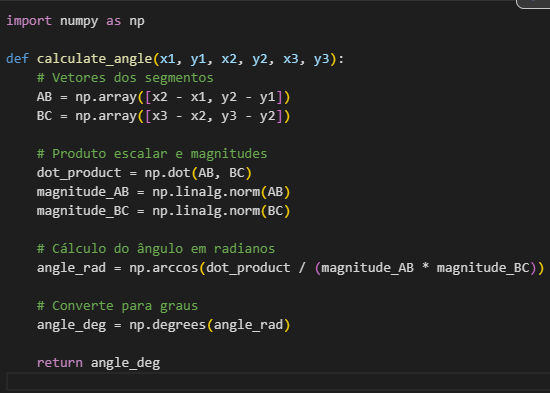 import numpy as np
def calculate_angle(x1, y1, x2, y2, x3, y3):
# Vetores dos segmentos
AB = np.array([x2 - x1, y2 - y1])
BC = np.array([x3 - x2, y3 - y2])
# Produto escalar e magnitudes
dot_product = np.dot(AB, BC)
magnitude_AB = np.linalg.norm(AB)
magnitude_BC = np.linalg.norm(BC)
# Cálculo do ângulo em radianos
angle_rad = np.arccos(dot_product / (magnitude_AB * magnitude_BC))
# Converte para graus
angle_deg = np.degrees(angle_rad)
return angle_deg